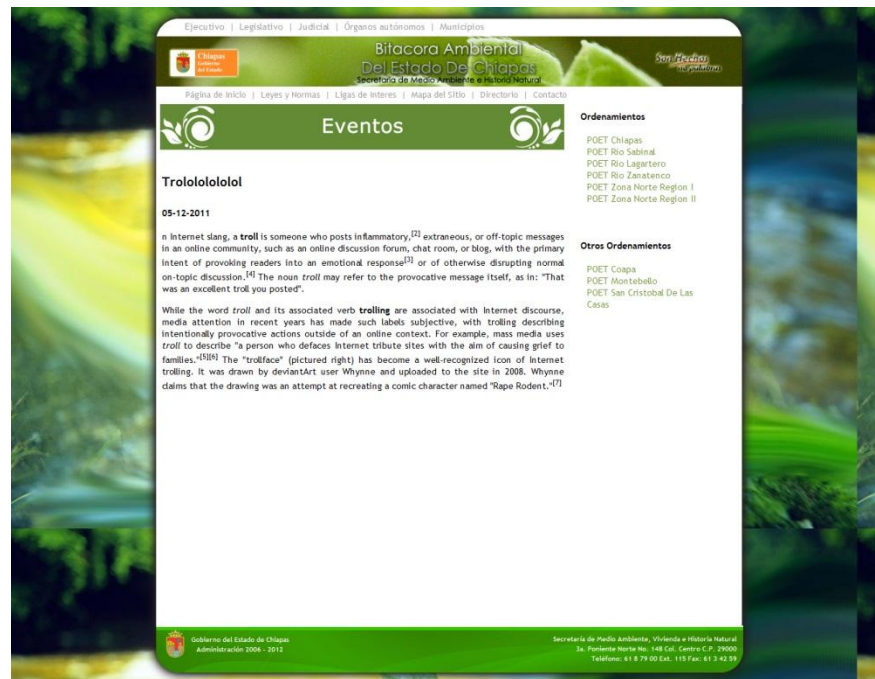 Ejecutivo | Legislativo | Judicial | Órganos autónomos | Municipios
Chiapas
Gobierno
del Estado
Bitacora Ambiental
Del Estado De Chiapas
Secretaría de Medio Ambiente e Historia Natural
Son Hechos
no palabras
Página de Inicio | Leyes y Normas | Ligas de Interes | Mapa del Sitio | Directorio | Contacto
Eventos
Trolololololol
05-12-2011
n Internet slang, a troll is someone who posts inflammatory,[2] extraneous, or off-topic messages
in an online community, such as an online discussion forum, chat room, or blog, with the primary
intent of provoking readers into an emotional response[3] or of otherwise disrupting normal
on-topic discussion.[4] The noun troll may refer to the provocative message itself, as in: "That
was an excellent troll you posted".
While the word troll and its associated verb trolling are associated with Internet discourse,
media attention in recent years has made such labels subjective, with trolling describing
intentionally provocative actions outside of an online context. For example, mass media uses
troll to describe "a person who defaces Internet tribute sites with the aim of causing grief to
families."[5][6] The "trollface" (pictured right) has become a well-recognized icon of Internet
trolling. It was drawn by deviantArt user Whynne and uploaded to the site in 2008. Whynne
claims that the drawing was an attempt at recreating a comic character named "Rape Rodent."[7]
Ordenamientos
POET Chiapas
POET Rio Sabinal
POET Rio Lagartero
POET Rio Zanatenco
POET Zona Norte Region I
POET Zona Norte Region II
Otros Ordenamientos
POET Coapa
POET Montebello
POET San Cristobal De Las
Casas
Gobierno del Estado de Chiapas
Administración 2006 - 2012
Secretaría de Medio Ambiente, Vivienda e Historia Natural
3a. Poniente Norte No. 148 Col. Centro C.P. 29000
Teléfono: 61 8 79 00 Ext. 115 Fax: 61 3 42 59